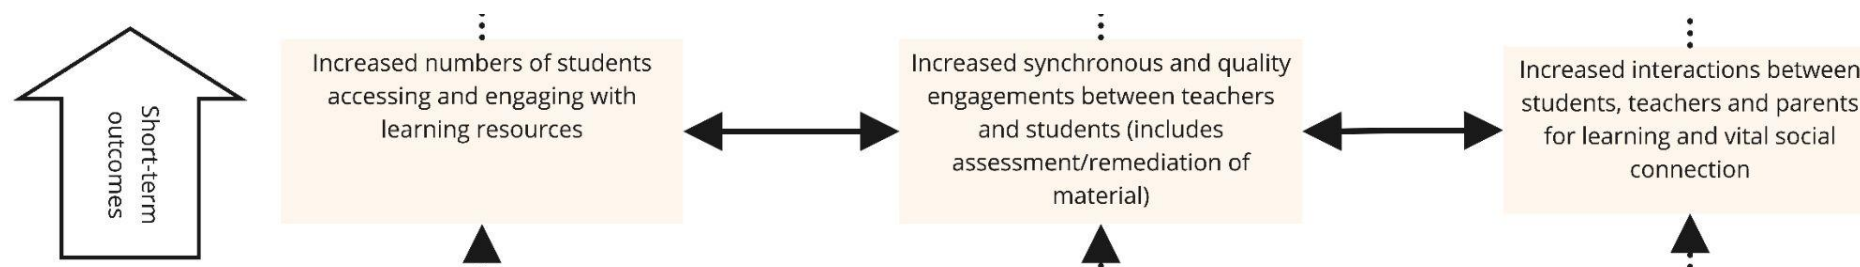 Short-term
outcomes
Increased numbers of students
accessing and engaging with
learning resources
Increased synchronous and quality
engagements between teachers
and students (includes
assessment/remediation of
material)
Increased interactions between
students, teachers and parents
for learning and vital social
connection